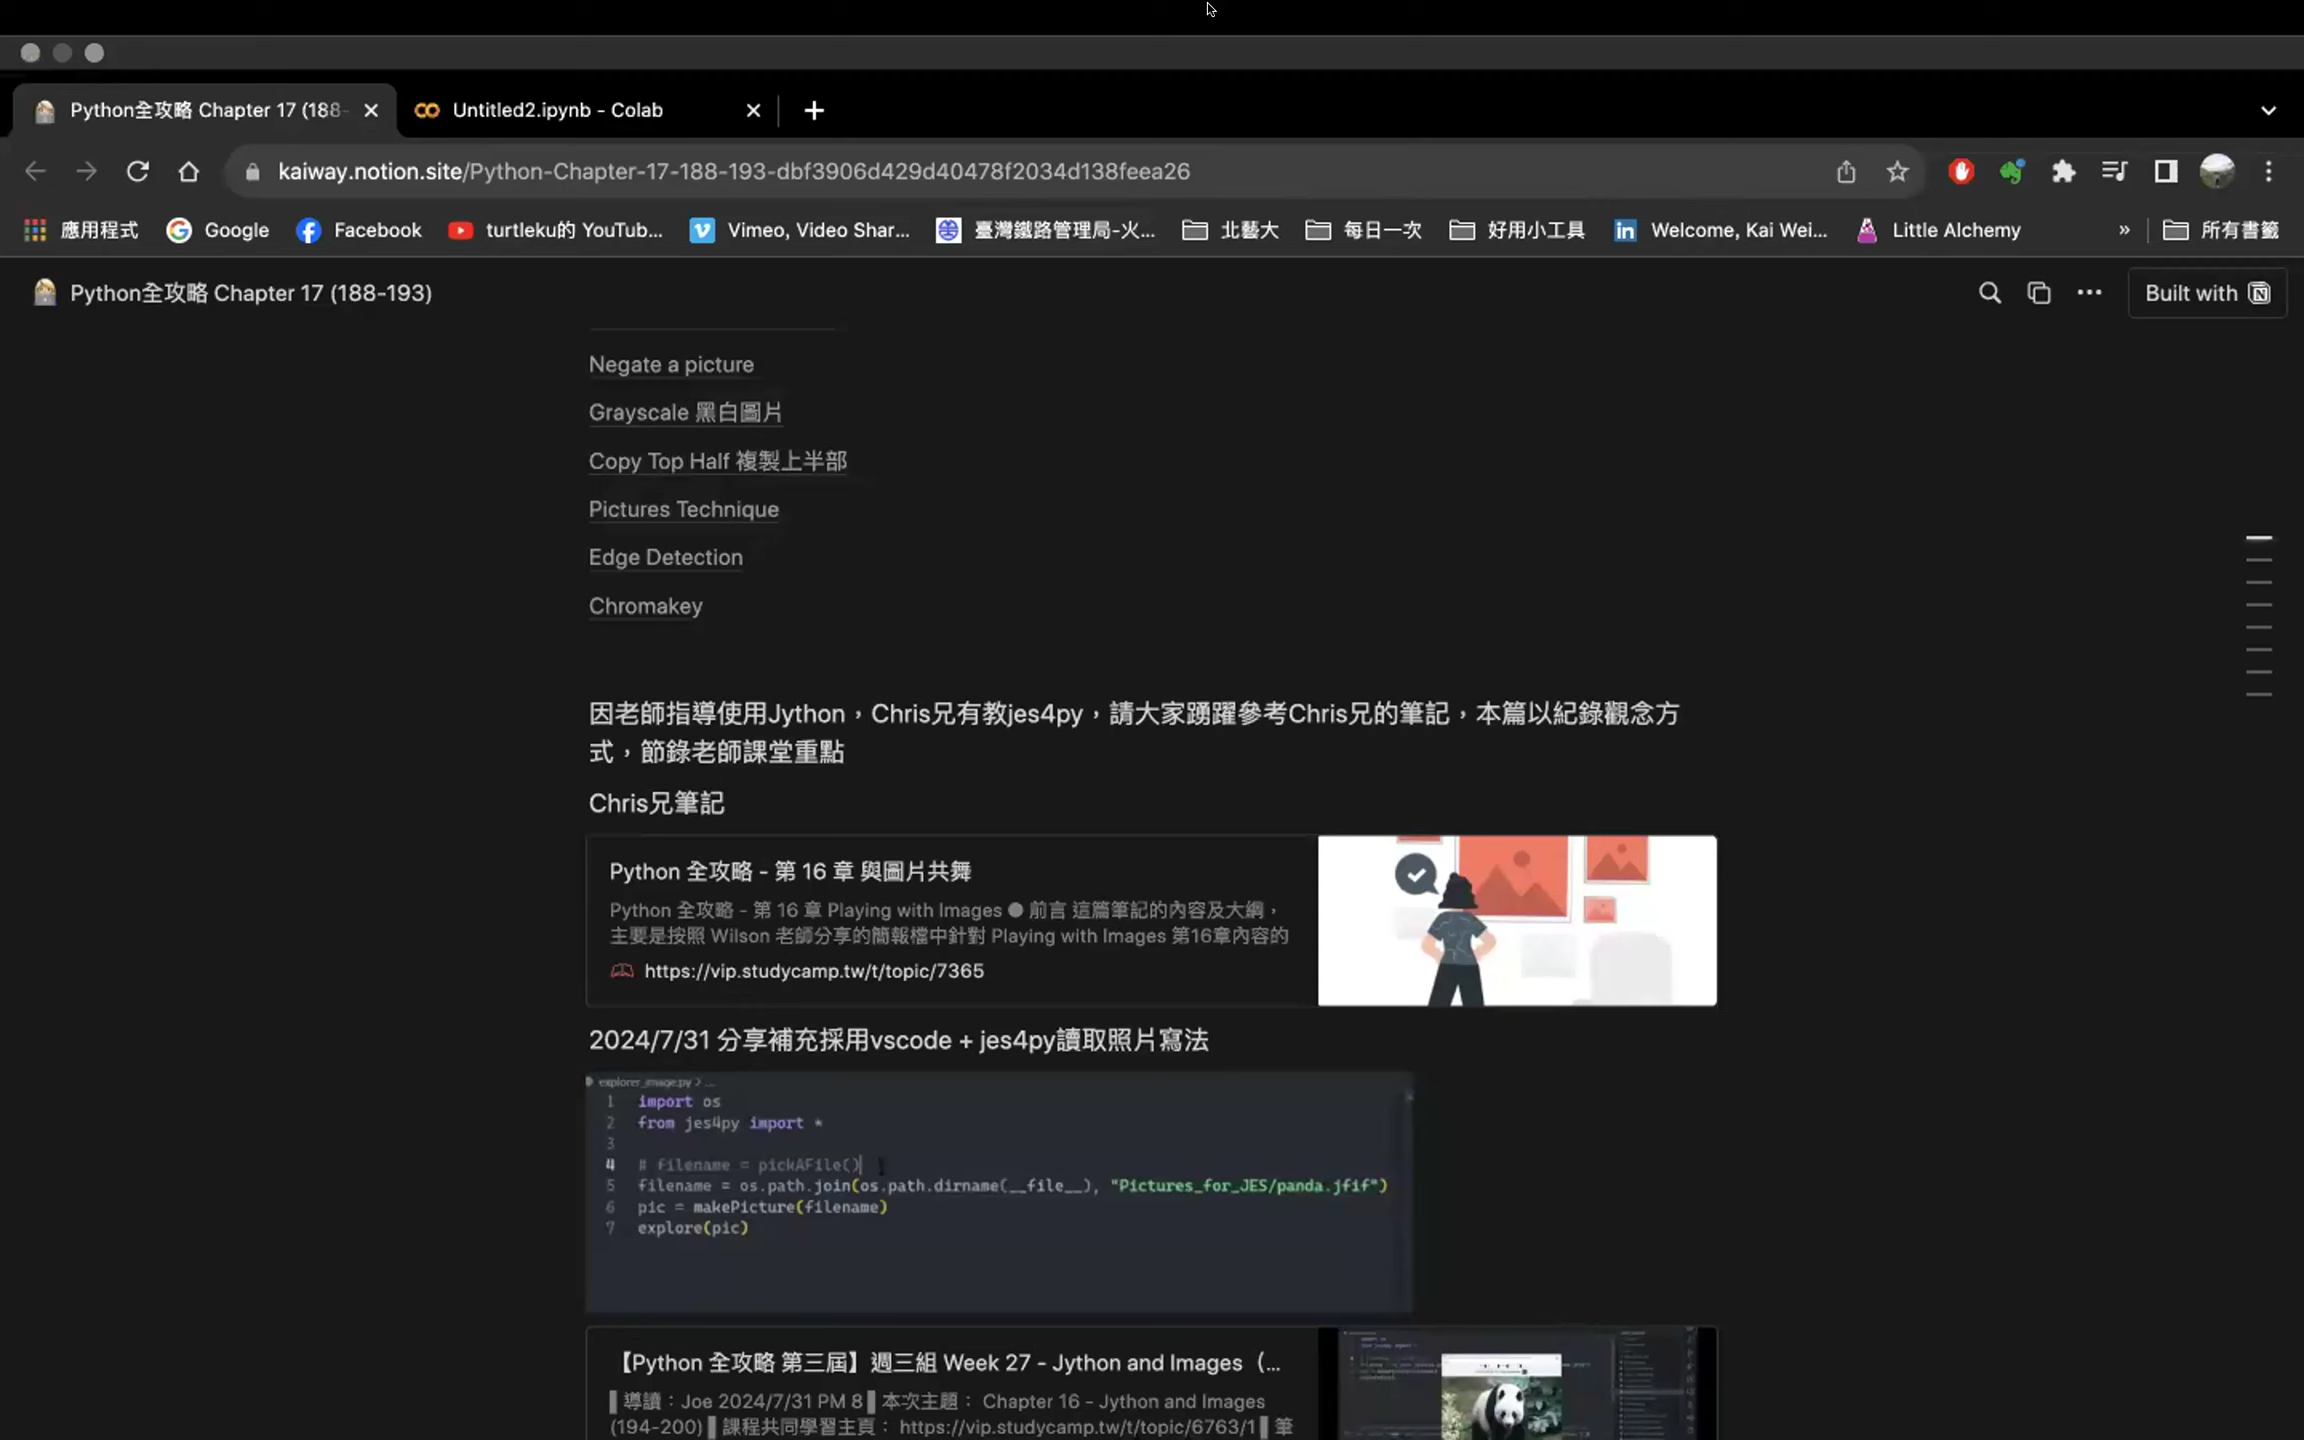 Python全攻略 Chapter 17 (188-
Untitled2.ipynb - Colab
kaiway.notion.site/Python-Chapter-17-188-193-dbf3906d429d40478f2034d138feea26
應用程式
Google
Facebook
turtleku的 YouTub...
Vimeo, Video Shar...
臺灣鐵路管理局-火...
北藝大
每日一次
好用小工具
Welcome, Kai Wei...
Little Alchemy
»
所有書籤
Python全攻略 Chapter 17 (188-193)
Built with
Negate a picture
Grayscale 黑白圖片
Copy Top Half 複製上半部
Pictures Technique
Edge Detection
Chromakey
因老師指導使用Jython，Chris兄有教jes4py，請大家踴躍參考Chris兄的筆記，本篇以紀錄觀念方
式，節錄老師課堂重點
Chris兄筆記
Python 全攻略 - 第 16 章 與圖片共舞
Python 全攻略 - 第 16 章 Playing with Images ● 前言 這篇筆記的內容及大綱，
主要是按照 Wilson 老師分享的簡報檔中針對 Playing with Images 第16章內容的
https://vip.studycamp.tw/t/topic/7365
2024/7/31 分享補充採用vscode + jes4py讀取照片寫法
explorer_image.py > ...
1 import os
2 from jes4py import *
3
4 # filename = pickAFile()
5 filename = os.path.join(os.path.dirname(__file__), "Pictures_for_JES/panda.jfif")
6 pic = makePicture(filename)
7 explore(pic)
【Python 全攻略 第三屆】週三組 Week 27 - Jython and Images（...
▌導讀：Joe 2024/7/31 PM 8 ▌本次主題： Chapter 16 - Jython and Images
(194-200) ▌課程共同學習主頁： https://vip.studycamp.tw/t/topic/6763/1 ▌筆